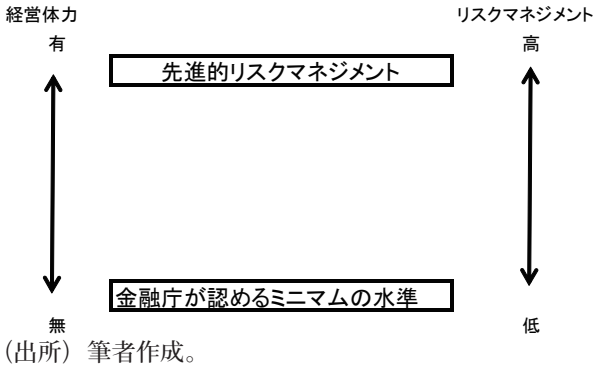 経営体力 リスクマネジメント
有 高
先進的リスクマネジメント
金融庁が認めるミニマムの水準
無 低
(出所) 筆者作成。